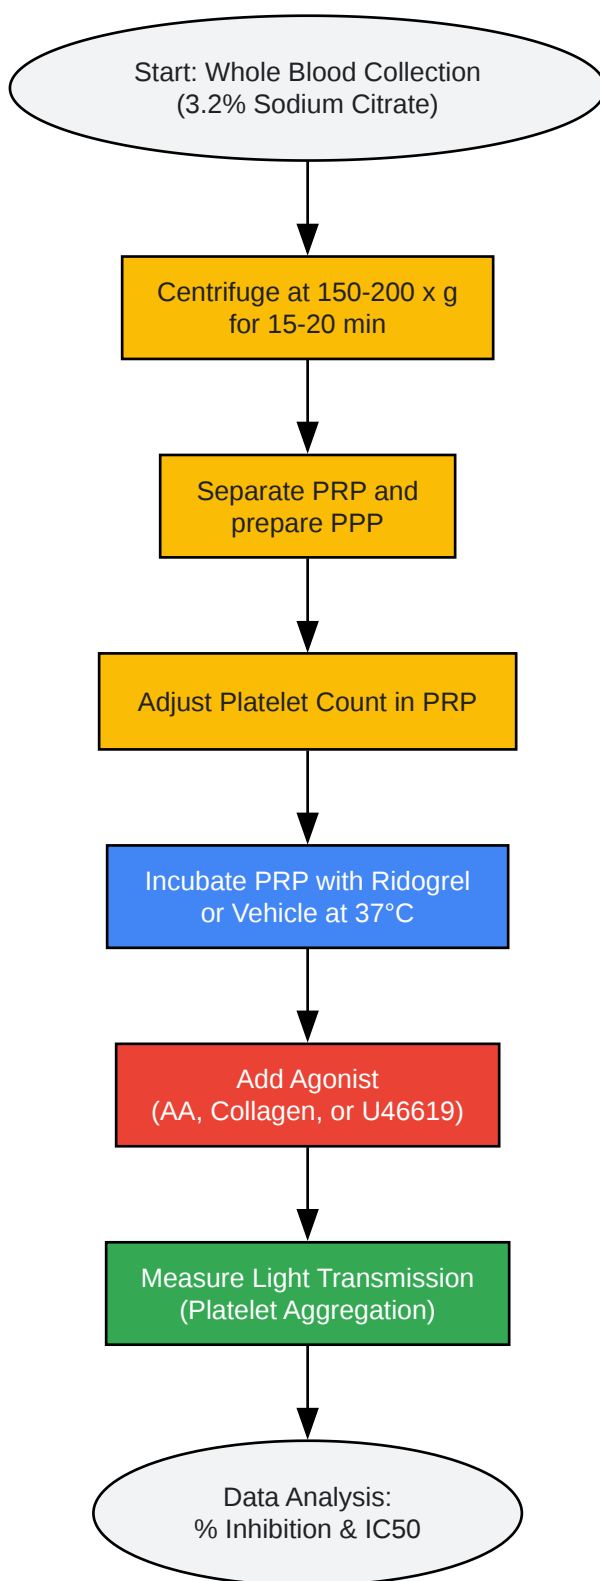 Start: Whole Blood Collection
(3.2% Sodium Citrate)
Centrifuge at 150-200 x g
for 15-20 min
Separate PRP and
prepare PPP
Adjust Platelet Count in PRP
Incubate PRP with Ridogrel
or Vehicle at 37°C
Add Agonist
(AA, Collagen, or U46619)
Measure Light Transmission
(Platelet Aggregation)
Data Analysis:
% Inhibition & IC50